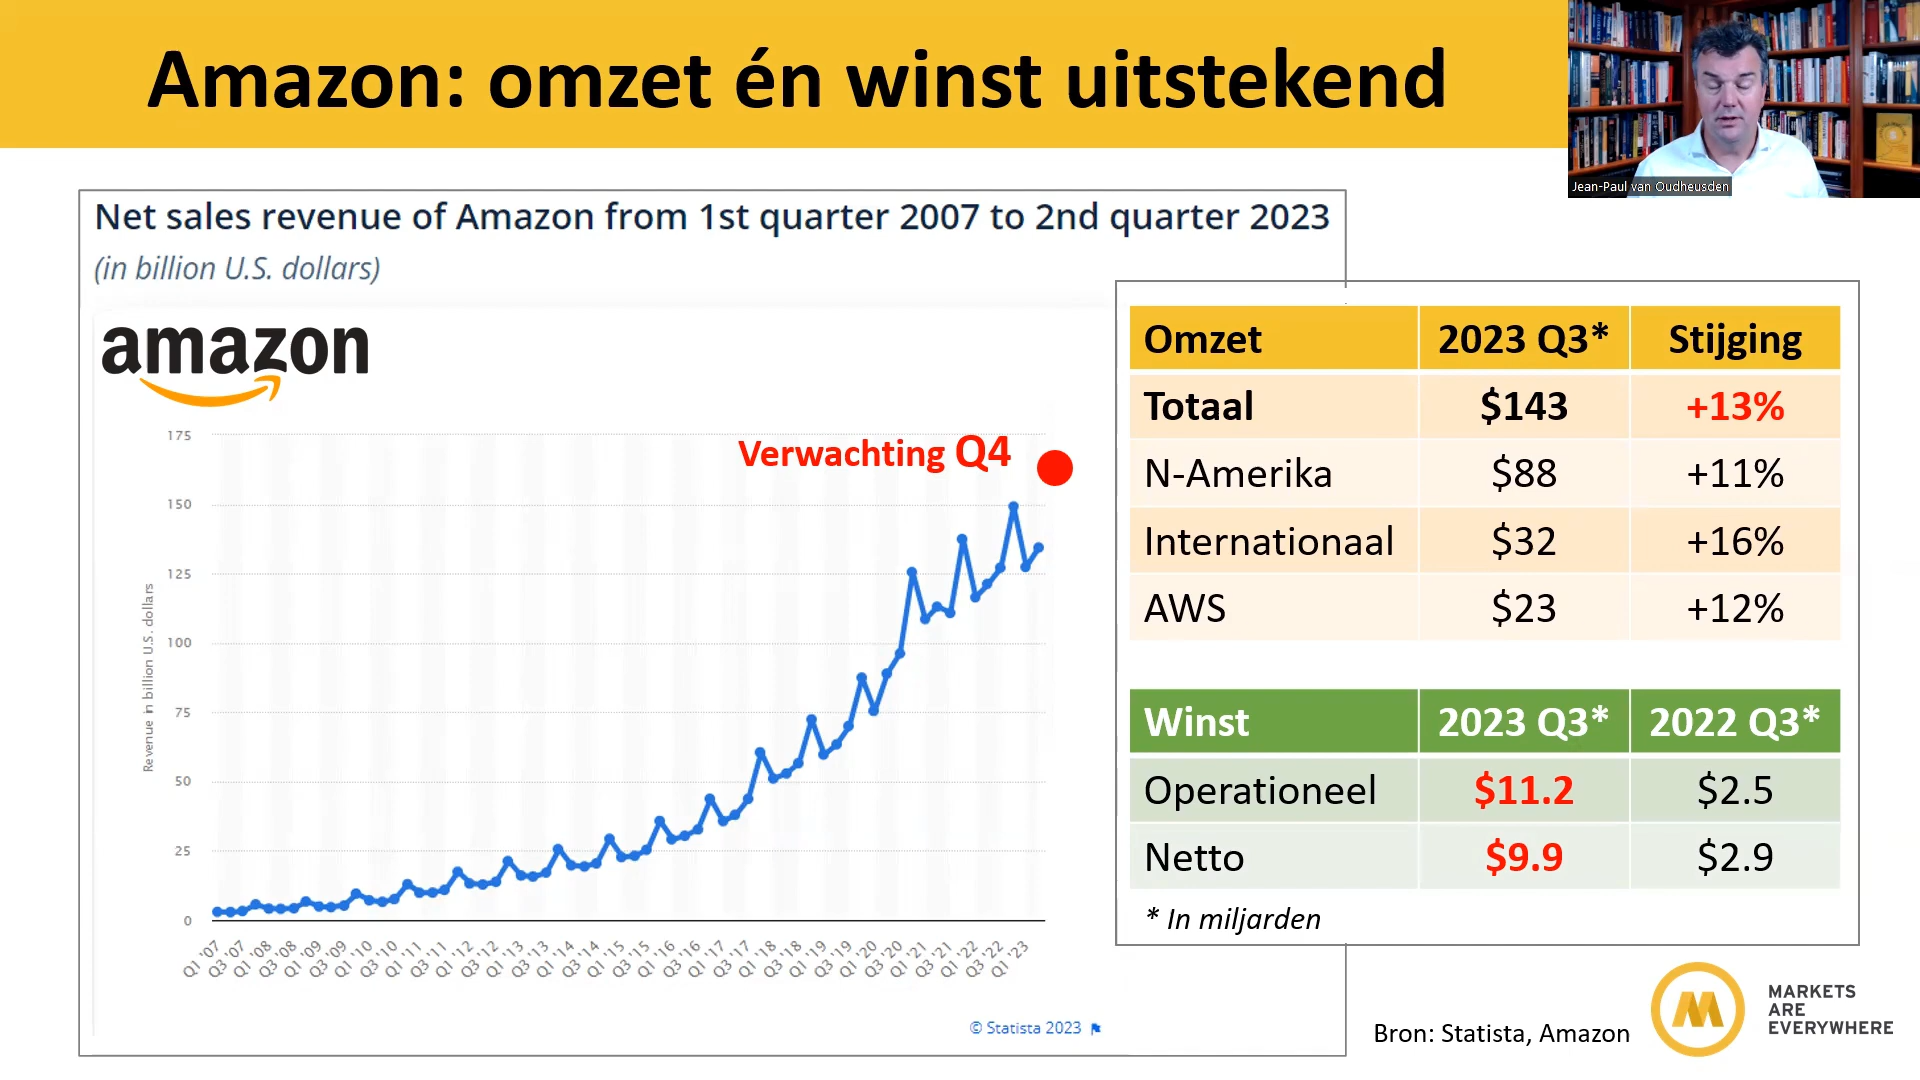 Amazon: omzet én winst uitstekend
Jean-Paul van Oudheusden
Net sales revenue of Amazon from 1st quarter 2007 to 2nd quarter 2023
(in billion U.S. dollars)
amazon
Verwachting Q4
Revenue in billion U.S. dollars
175
150
125
100
75
50
25
0
Q1 '07
Q3 '07
Q1 '08
Q3 '08
Q1 '09
Q3 '09
Q1 '10
Q3 '10
Q1 '11
Q3 '11
Q1 '12
Q3 '12
Q1 '13
Q3 '13
Q1 '14
Q3 '14
Q1 '15
Q3 '15
Q1 '16
Q3 '16
Q1 '17
Q3 '17
Q1 '18
Q3 '18
Q1 '19
Q3 '19
Q1 '20
Q3 '20
Q1 '21
Q3 '21
Q1 '22
Q3 '22
Q1 '23
© Statista 2023
Omzet 2023 Q3* Stijging
Totaal $143 +13%
N-Amerika $88 +11%
Internationaal $32 +16%
AWS $23 +12%
Winst 2023 Q3* 2022 Q3*
Operationeel $11.2 $2.5
Netto $9.9 $2.9
* In miljarden
Bron: Statista, Amazon
MARKETS
ARE
EVERYWHERE